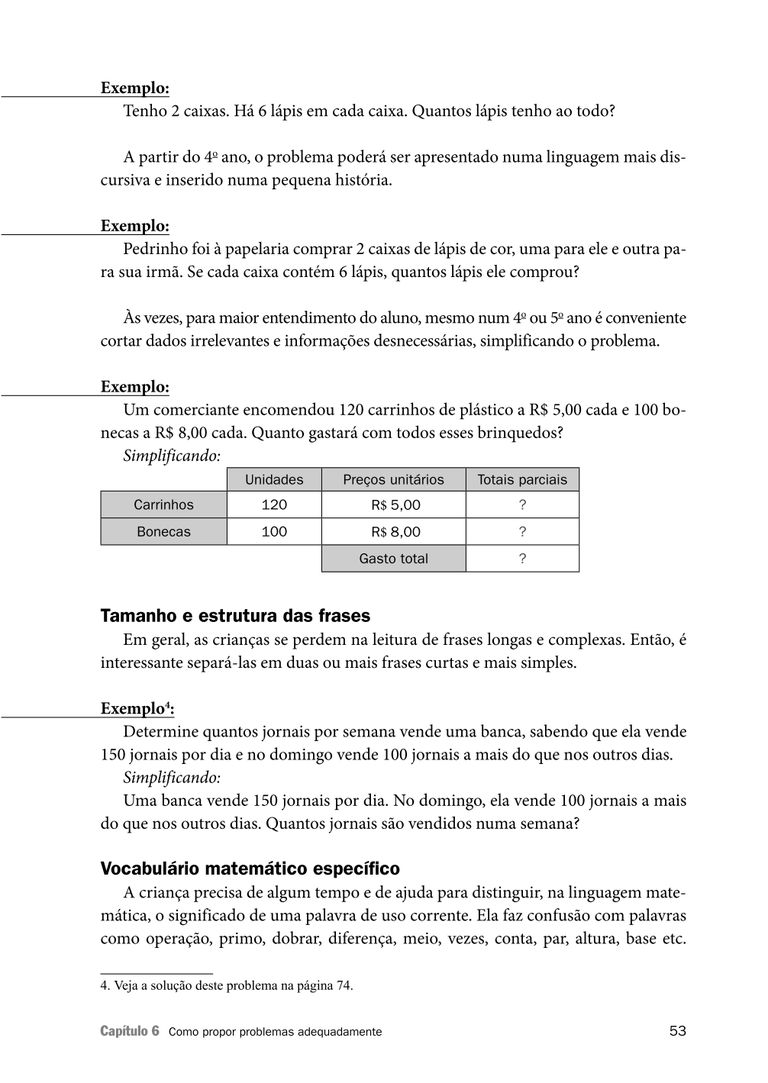 Exemplo:
Tenho 2 caixas. Há 6 lápis em cada caixa. Quantos lápis tenho ao todo?
A partir do 4º ano, o problema poderá ser apresentado numa linguagem mais dis-
cursiva e inserido numa pequena história.
Exemplo:
Pedrinho foi à papelaria comprar 2 caixas de lápis de cor, uma para ele e outra pa-
ra sua irmã. Se cada caixa contém 6 lápis, quantos lápis ele comprou?
Às vezes, para maior entendimento do aluno, mesmo num 4º ou 5º ano é conveniente
cortar dados irrelevantes e informações desnecessárias, simplificando o problema.
Exemplo:
Um comerciante encomendou 120 carrinhos de plástico a R$ 5,00 cada e 100 bo-
necas a R$ 8,00 cada. Quanto gastará com todos esses brinquedos?
Simplificando:
Unidades Preços unitários Totais parciais
Carrinhos 120 R$ 5,00 ?
Bonecas 100 R$ 8,00 ?
Gasto total ?
Tamanho e estrutura das frases
Em geral, as crianças se perdem na leitura de frases longas e complexas. Então, é
interessante separá-las em duas ou mais frases curtas e mais simples.
Exemplo⁴:
Determine quantos jornais por semana vende uma banca, sabendo que ela vende
150 jornais por dia e no domingo vende 100 jornais a mais do que nos outros dias.
Simplificando:
Uma banca vende 150 jornais por dia. No domingo, ela vende 100 jornais a mais
do que nos outros dias. Quantos jornais são vendidos numa semana?
Vocabulário matemático específico
A criança precisa de algum tempo e de ajuda para distinguir, na linguagem mate-
mática, o significado de uma palavra de uso corrente. Ela faz confusão com palavras
como operação, primo, dobrar, diferença, meio, vezes, conta, par, altura, base etc.
4. Veja a solução deste problema na página 74.
Capítulo 6 Como propor problemas adequadamente 53